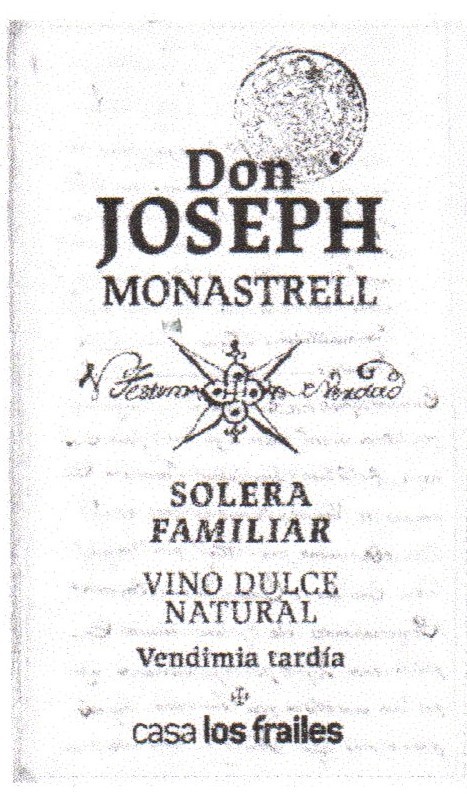 Don
JOSEPH
MONASTRELL
SOLERA
FAMILIAR
VINO DULCE
NATURAL
Vendimia tardía
casa los frailes